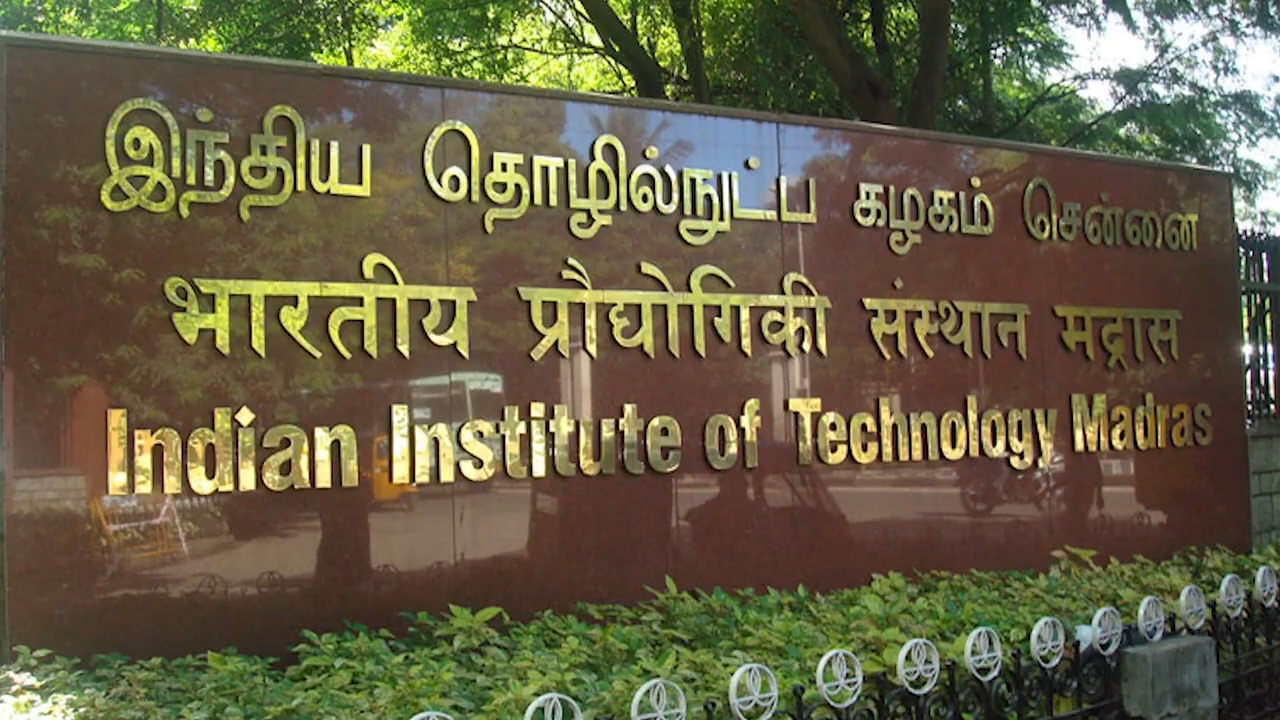 இந்திய தொழில்நுட்ப கழகம் சென்னை
भारतीय प्रौद्योगिकी संस्थान मद्रास
Indian Institute of Technology Madras